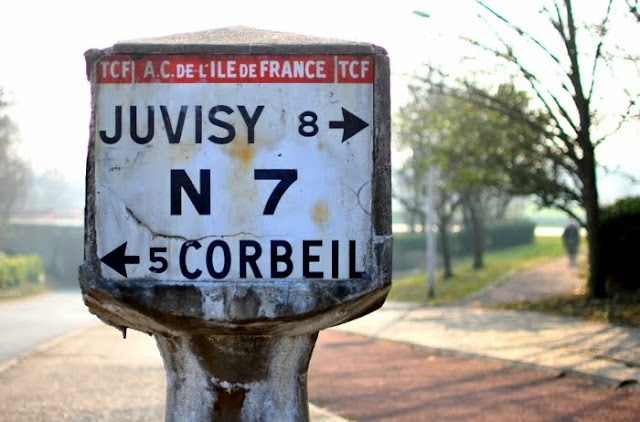 TCF A.C. DE L'ILE DE FRANCE TCF
JUVISY 8 →
N 7
← 5 CORBEIL